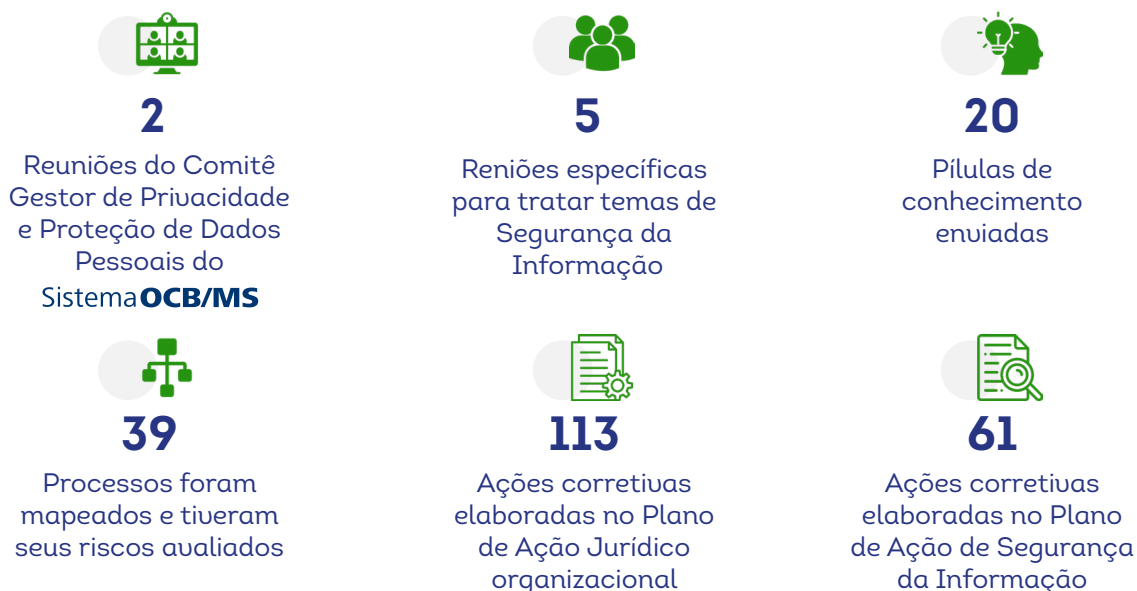 2
Reuniões do Comitê
Gestor de Privacidade
e Proteção de Dados
Pessoais do
Sistema OCB/MS
5
Reniões específicas
para tratar temas de
Segurança da
Informação
20
Pílulas de
conhecimento
enviadas
39
Processos foram
mapeados e tiveram
seus riscos avaliados
113
Ações corretivas
elaboradas no Plano
de Ação Jurídico
organizacional
61
Ações corretivas
elaboradas no Plano
de Ação de Segurança
da Informação